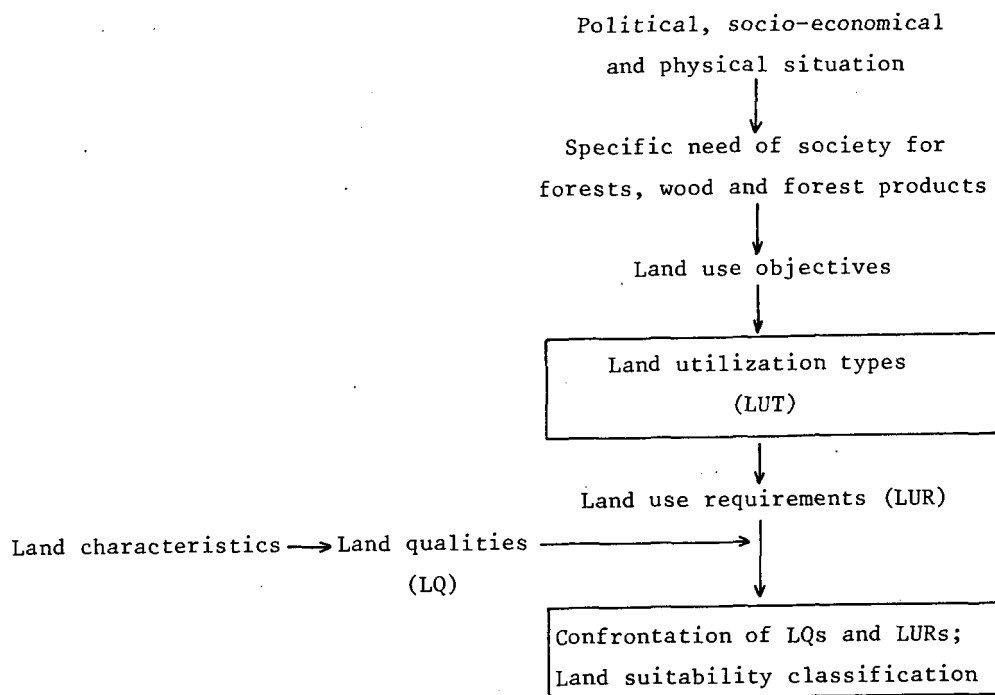 Political, socio-economical
and physical situation
Specific need of society for
forests, wood and forest products
Land use objectives
Land utilization types
(LUT)
Land use requirements (LUR)
Land characteristics
Land qualities
(LQ)
Confrontation of LQs and LURs;
Land suitability classification